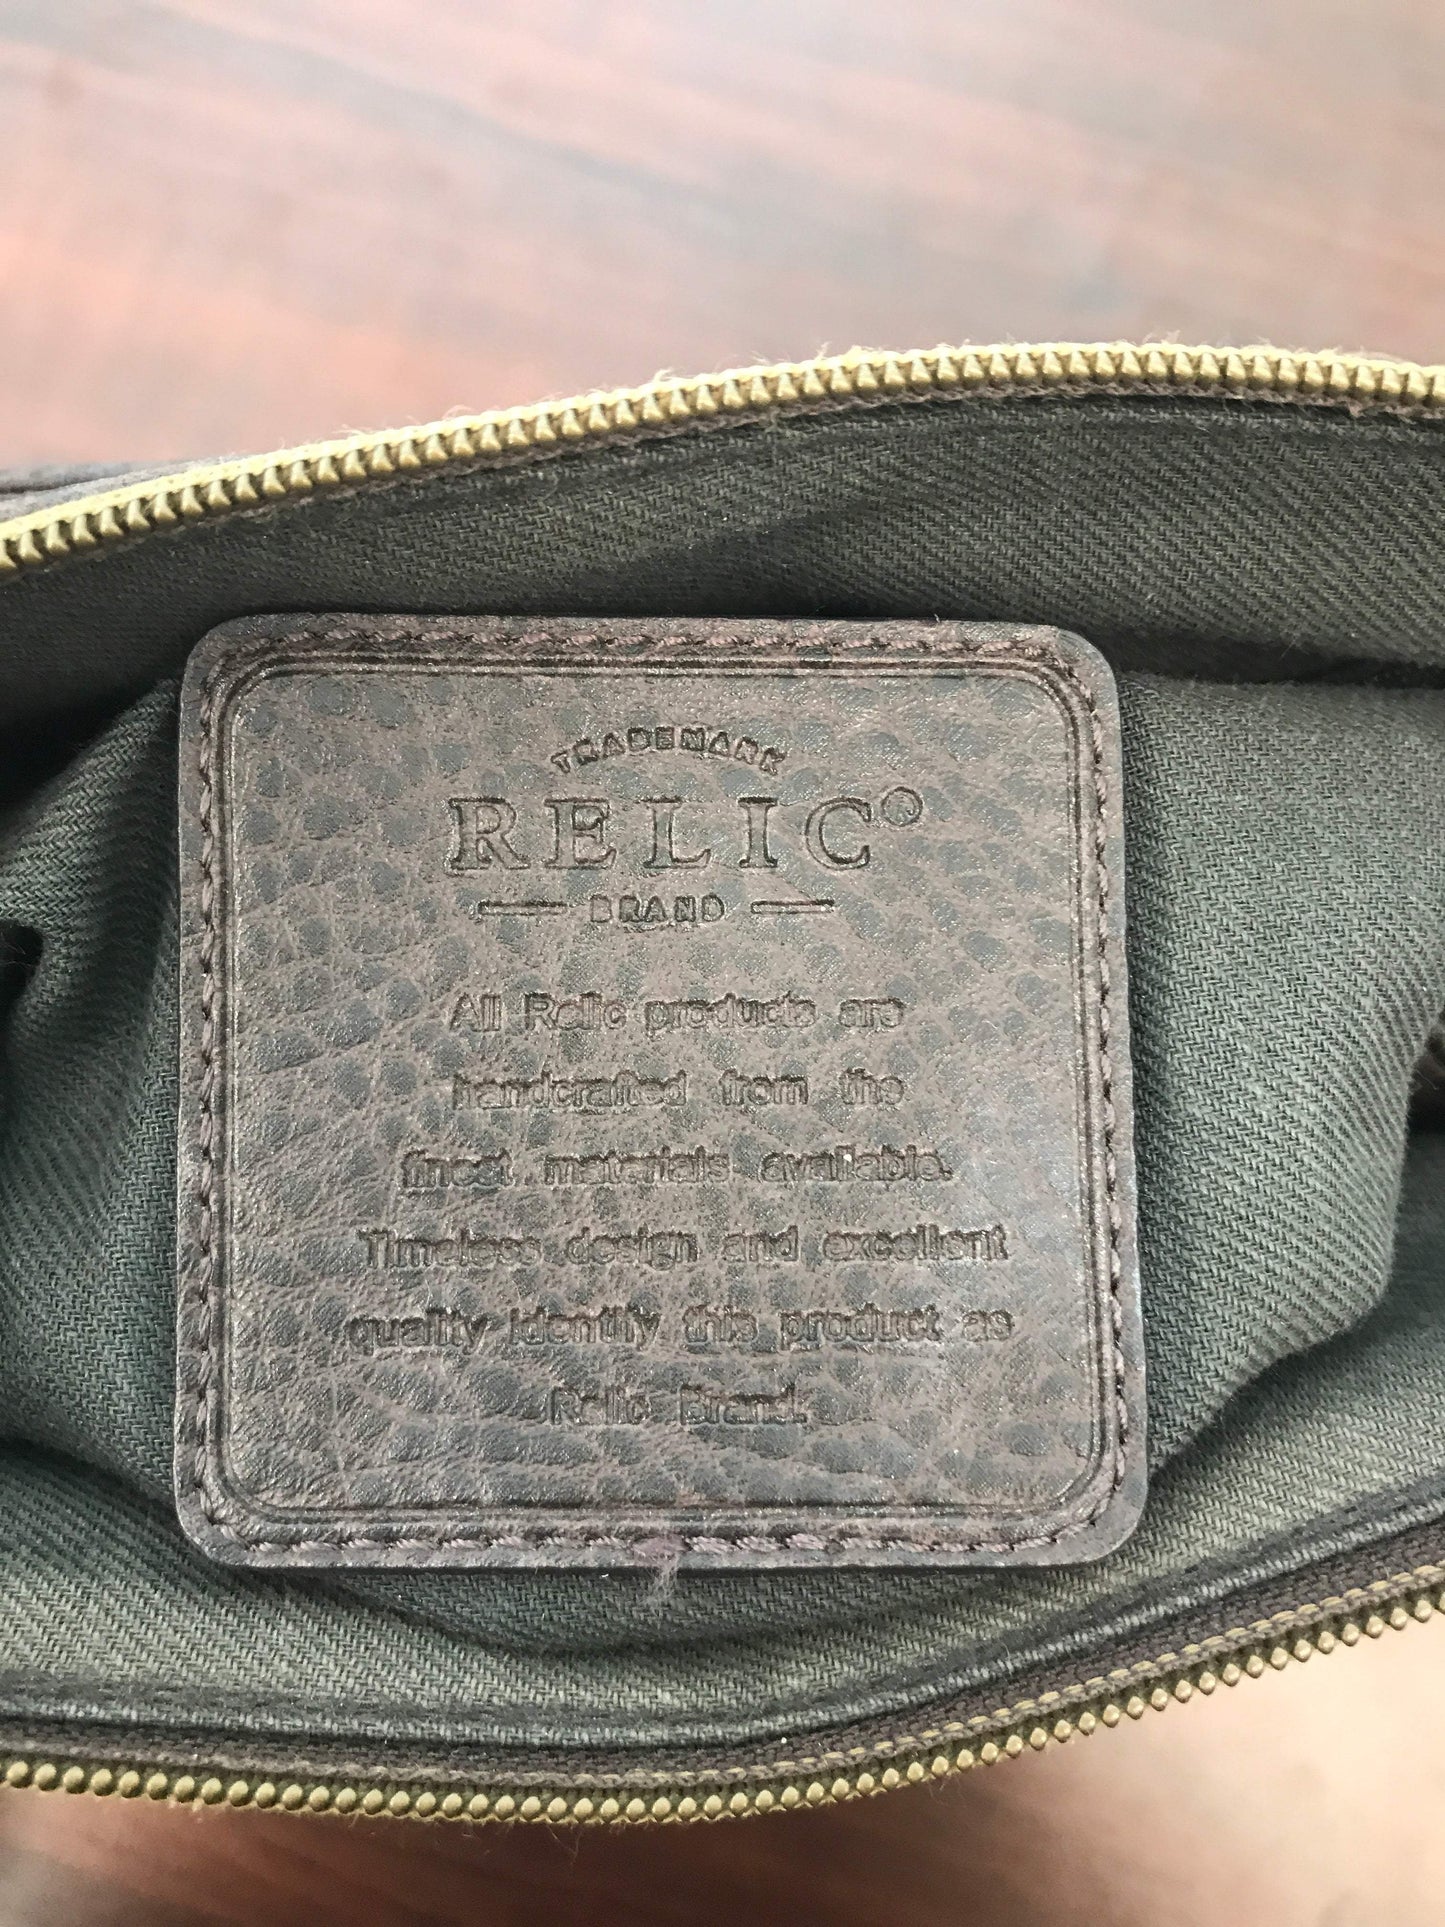 TRADEMARK
RELIC®
BRAND
All Relic products are
handcrafted from the
finest materials available.
Timeless design and excellent
quality identify this product as
Relic Brand.